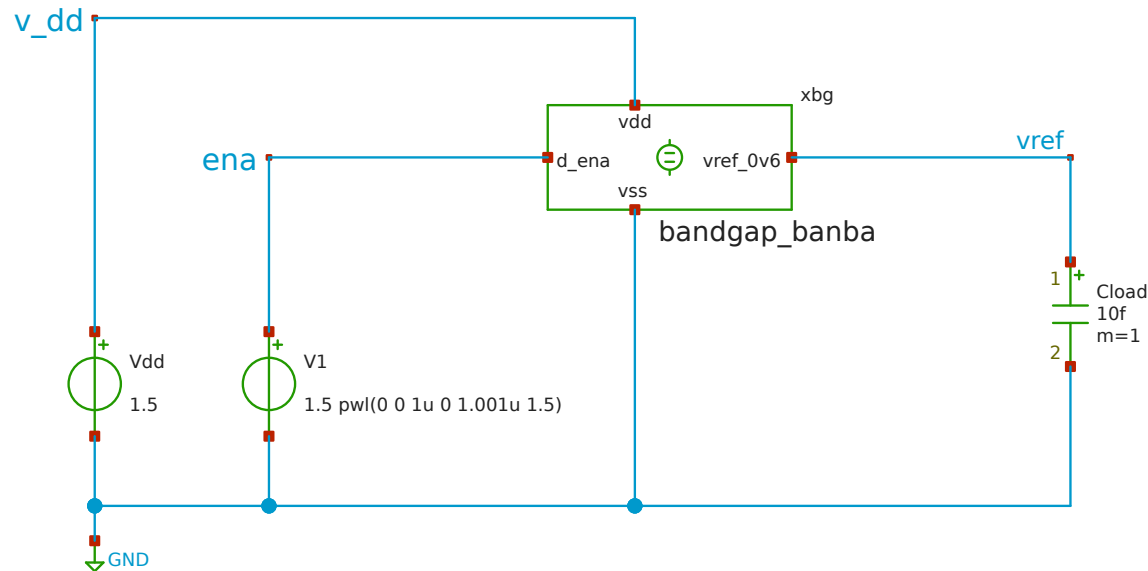 v_dd
xbg
vdd
ena
d_ena
vref_0v6
vref
vss
bandgap_banba
1
+
Cload
10f
m=1
2
+
Vdd
1.5
+
V1
1.5 pwl(0 0 1u 0 1.001u 1.5)
GND